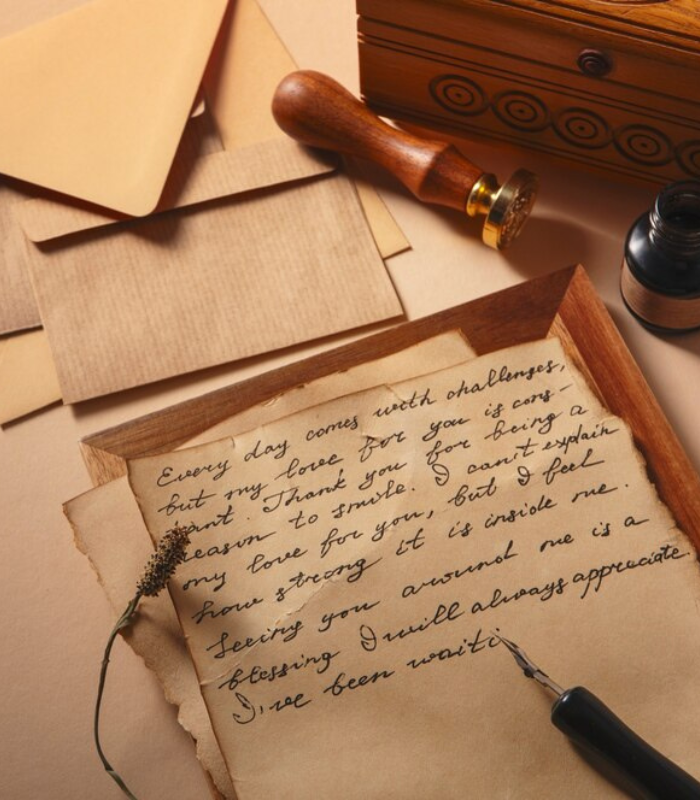 Every day comes with challenges,
but my love for you is cons-
tant. Thank you for being a
reason to smile. I can't explain
my love for you, but I feel
how strong it is inside me.
Seeing you around me is a
blessing I will always appreciate.
I've been waiti